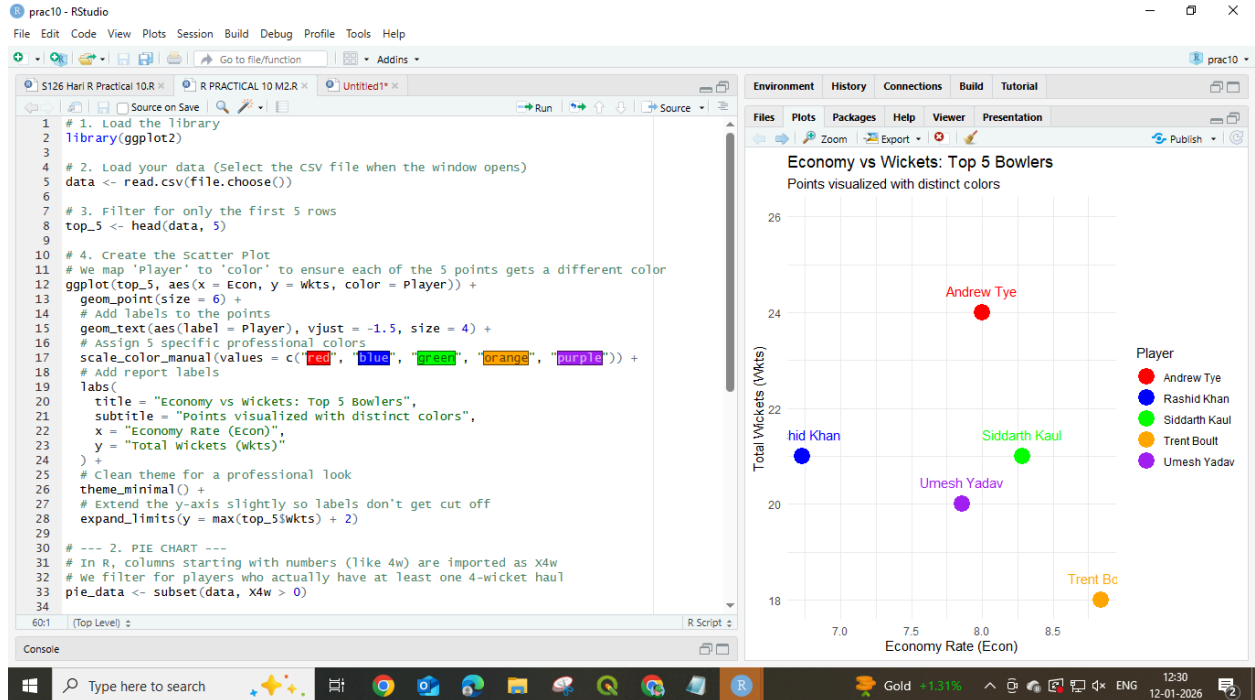 prac10 - RStudio
File Edit Code View Plots Session Build Debug Profile Tools Help
Go to file/function Addins prac10
S126 Hari R Practical 10.R R PRACTICAL 10 M2.R Untitled1*
Source on Save Run Source
1 # 1. Load the library
2 library(ggplot2)
3
4 # 2. Load your data (Select the CSV file when the window opens)
5 data <- read.csv(file.choose())
6
7 # 3. Filter for only the first 5 rows
8 top_5 <- head(data, 5)
9
10 # 4. Create the Scatter Plot
11 # We map 'Player' to 'color' to ensure each of the 5 points gets a different color
12 ggplot(top_5, aes(x = Econ, y = Wkts, color = Player)) +
13 geom_point(size = 6) +
14 # Add labels to the points
15 geom_text(aes(label = Player), vjust = -1.5, size = 4) +
16 # Assign 5 specific professional colors
17 scale_color_manual(values = c("red", "blue", "green", "orange", "purple")) +
18 # Add report labels
19 labs(
20 title = "Economy vs Wickets: Top 5 Bowlers",
21 subtitle = "Points visualized with distinct colors",
22 x = "Economy Rate (Econ)",
23 y = "Total Wickets (Wkts)"
24 ) +
25 # Clean theme for a professional look
26 theme_minimal() +
27 # Extend the y-axis slightly so labels don't get cut off
28 expand_limits(y = max(top_5$Wkts) + 2)
29
30 # --- 2. PIE CHART ---
31 # In R, columns starting with numbers (like 4w) are imported as X4w
32 # We filter for players who actually have at least one 4-wicket haul
33 pie_data <- subset(data, X4w > 0)
34
60:1 (Top Level) R Script
Console
Environment History Connections Build Tutorial
Files Plots Packages Help Viewer Presentation
Zoom Export Publish
Economy vs Wickets: Top 5 Bowlers
Points visualized with distinct colors
26
24
22
20
18
Total Wickets (Wkts)
Andrew Tye
hid Khan
Siddarth Kaul
Umesh Yadav
Trent Bo
7.0 7.5 8.0 8.5
Economy Rate (Econ)
Player
Andrew Tye
Rashid Khan
Siddarth Kaul
Trent Boult
Umesh Yadav
Type here to search
Gold +1.31%
ENG
12:30
12-01-2026
2